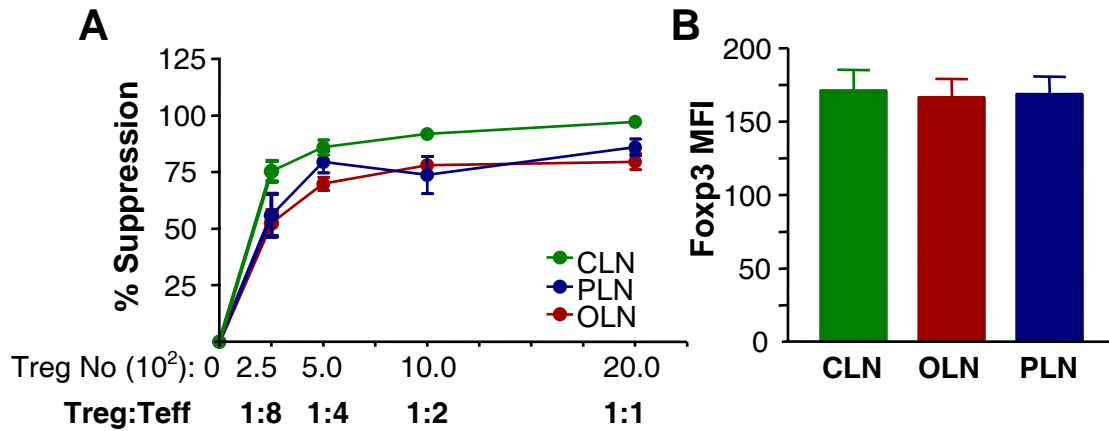 A
% Suppression
125
100
75
50
25
CLN
PLN
OLN
Treg No (10²): 0 2.5 5.0 10.0 20.0
Treg:Teff 1:8 1:4 1:2 1:1
B
Foxp3 MFI
200
150
100
50
0
CLN OLN PLN